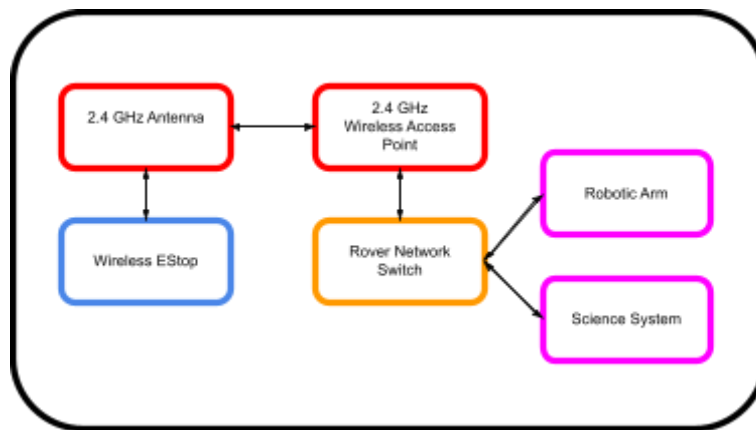 2.4 GHz Antenna
2.4 GHz
Wireless Access
Point
Robotic Arm
Wireless EStop
Rover Network
Switch
Science System